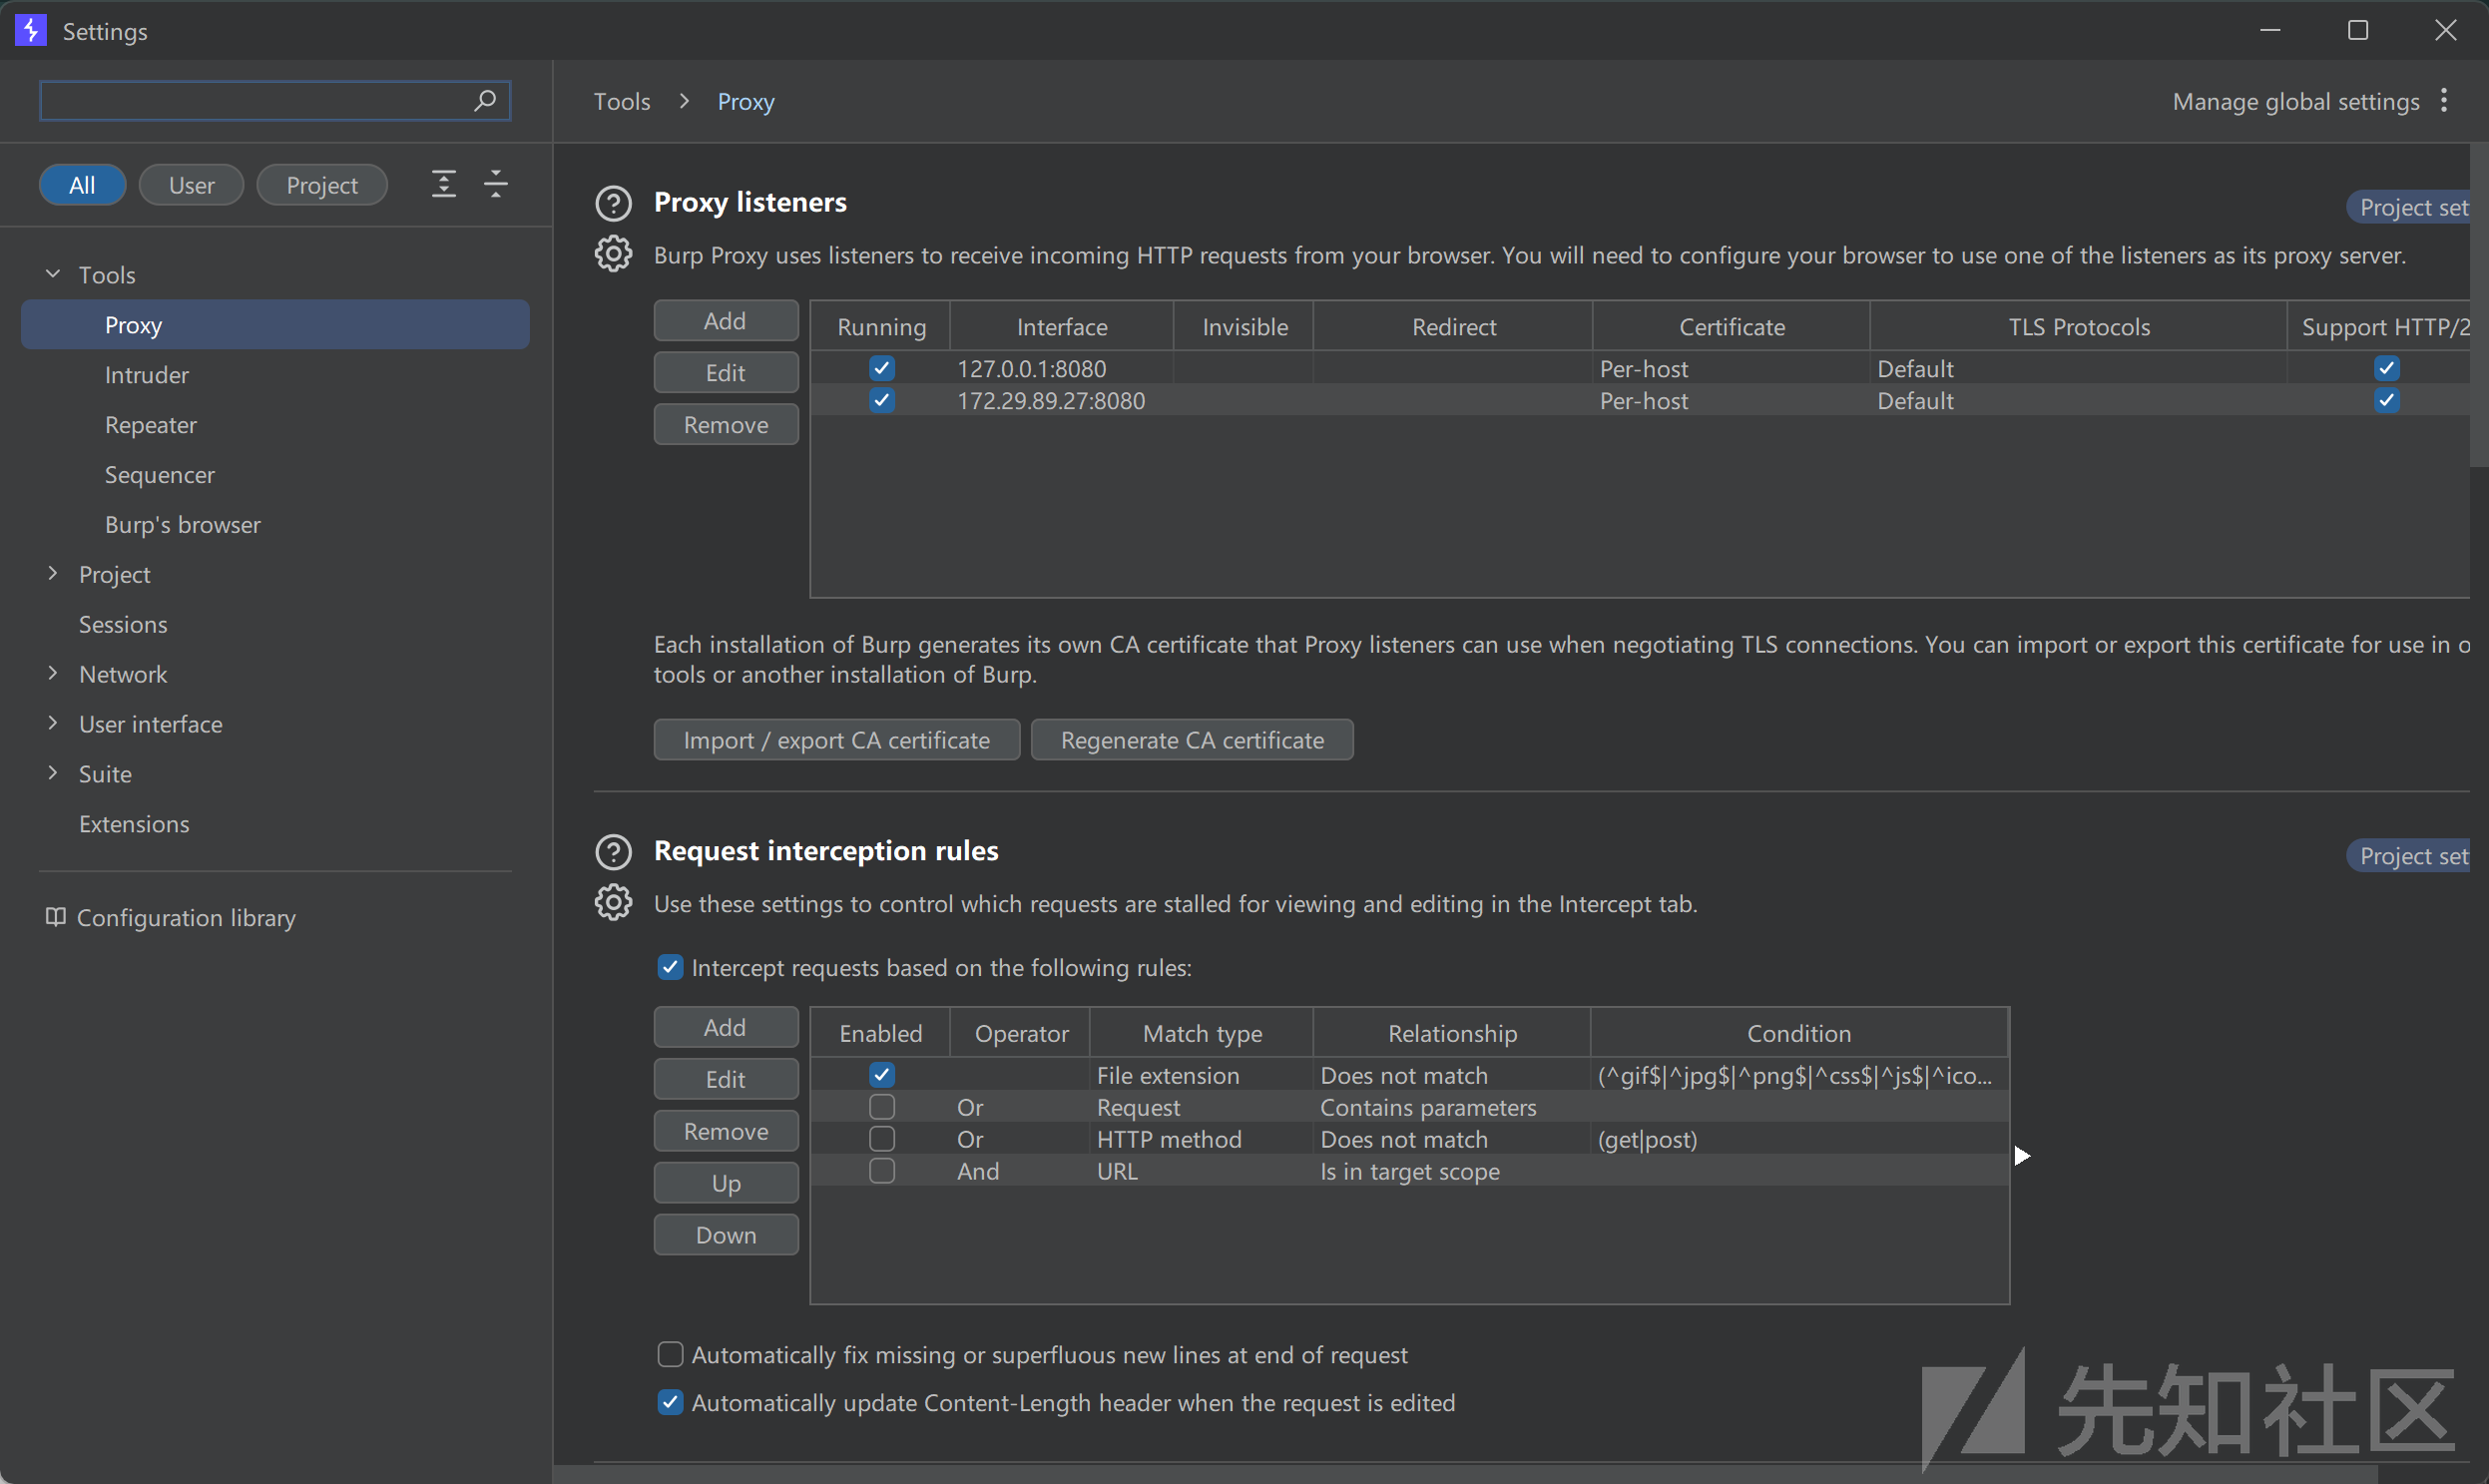 Settings
Tools > Proxy
Manage global settings
All User Project
Tools
Proxy
Intruder
Repeater
Sequencer
Burp's browser
Project
Sessions
Network
User interface
Suite
Extensions
Configuration library
Proxy listeners
Project set
Burp Proxy uses listeners to receive incoming HTTP requests from your browser. You will need to configure your browser to use one of the listeners as its proxy server.
Add
Edit
Remove
Running Interface Invisible Redirect Certificate TLS Protocols Support HTTP/2
127.0.0.1:8080 Per-host Default
172.29.89.27:8080 Per-host Default
Each installation of Burp generates its own CA certificate that Proxy listeners can use when negotiating TLS connections. You can import or export this certificate for use in o
tools or another installation of Burp.
Import / export CA certificate Regenerate CA certificate
Request interception rules
Project set
Use these settings to control which requests are stalled for viewing and editing in the Intercept tab.
Intercept requests based on the following rules:
Add
Edit
Remove
Up
Down
Enabled Operator Match type Relationship Condition
File extension Does not match (^gif$|^jpg$|^png$|^css$|^js$|^ico...
Or Request Contains parameters
Or HTTP method Does not match (get|post)
And URL Is in target scope
Automatically fix missing or superfluous new lines at end of request
Automatically update Content-Length header when the request is edited
先知社区